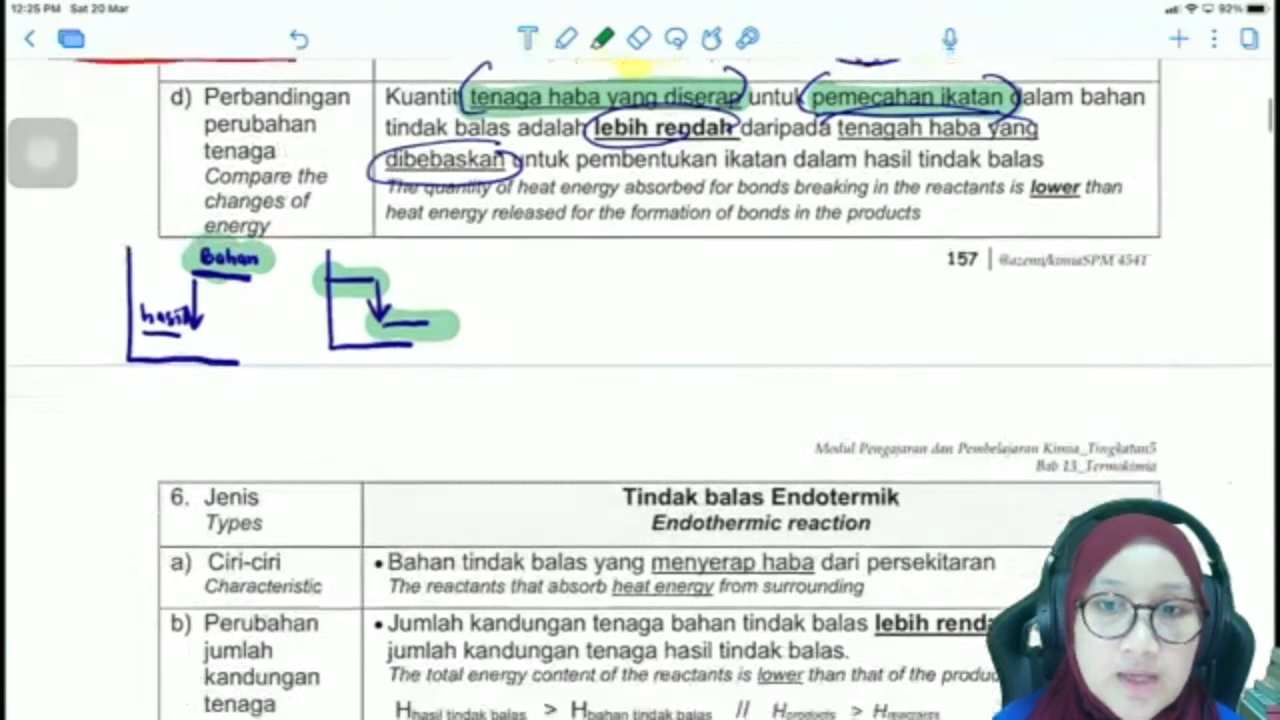 12:25 PM Sat 20 Mar
92%
d) Perbandingan perubahan tenaga
Compare the changes of energy
Kuantit tenaga haba yang diserap untuk pemecahan ikatan dalam bahan
tindak balas adalah lebih rendah daripada tenagah haba yang
dibebaskan untuk pembentukan ikatan dalam hasil tindak balas
The quantity of heat energy absorbed for bonds breaking in the reactants is lower than
heat energy released for the formation of bonds in the products
Bahan
hasil
157 | @azemi/kimiaSPM 4541
Modul Pengajaran dan Pembelajaran Kimia_Tingkatan5
Bab 13_Termokimia
6. Jenis
Types
Tindak balas Endotermik
Endothermic reaction
a) Ciri-ciri
Characteristic
• Bahan tindak balas yang menyerap haba dari persekitaran
The reactants that absorb heat energy from surrounding
b) Perubahan
jumlah
kandungan
tenaga
• Jumlah kandungan tenaga bahan tindak balas lebih
jumlah kandungan tenaga hasil tindak balas.
The total energy content of the reactants is lower than that of the
H hasil tindak balas > H bahan tindak balas // H products > H reactants